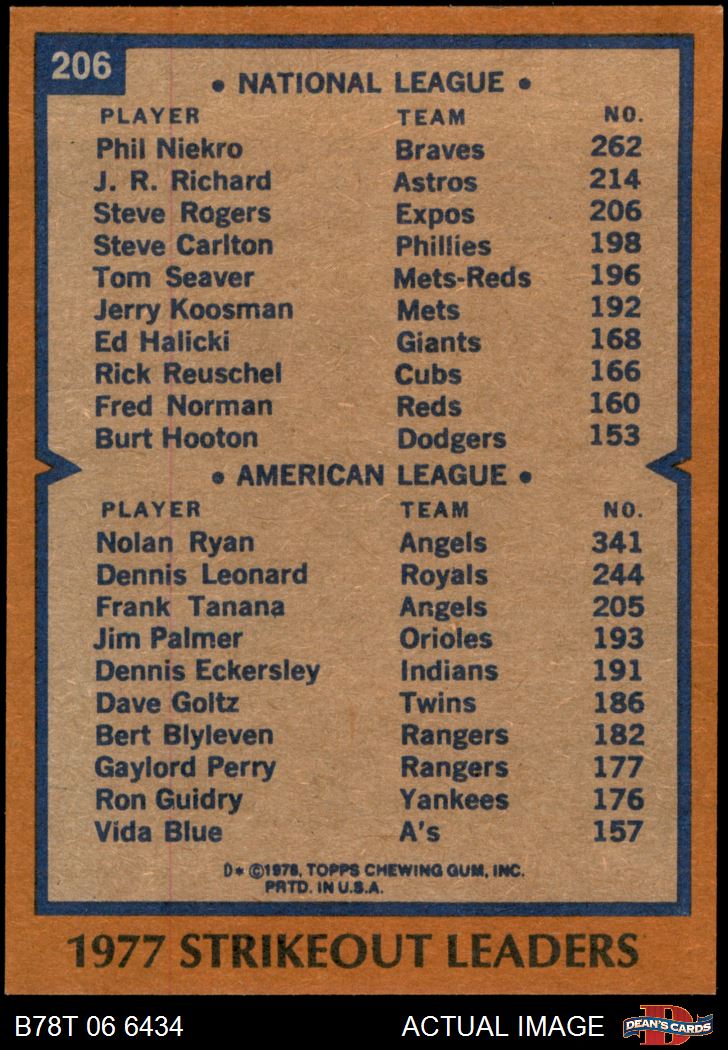 206
• NATIONAL LEAGUE •
PLAYER TEAM NO.
Phil Niekro Braves 262
J. R. Richard Astros 214
Steve Rogers Expos 206
Steve Carlton Phillies 198
Tom Seaver Mets-Reds 196
Jerry Koosman Mets 192
Ed Halicki Giants 168
Rick Reuschel Cubs 166
Fred Norman Reds 160
Burt Hooton Dodgers 153
• AMERICAN LEAGUE •
PLAYER TEAM NO.
Nolan Ryan Angels 341
Dennis Leonard Royals 244
Frank Tanana Angels 205
Jim Palmer Orioles 193
Dennis Eckersley Indians 191
Dave Goltz Twins 186
Bert Blyleven Rangers 182
Gaylord Perry Rangers 177
Ron Guidry Yankees 176
Vida Blue A's 157
D* ©1978, TOPPS CHEWING GUM, INC.
PRTD. IN U.S.A.
1977 STRIKEOUT LEADERS
B78T 06 6434 ACTUAL IMAGE D DEAN'S CARDS